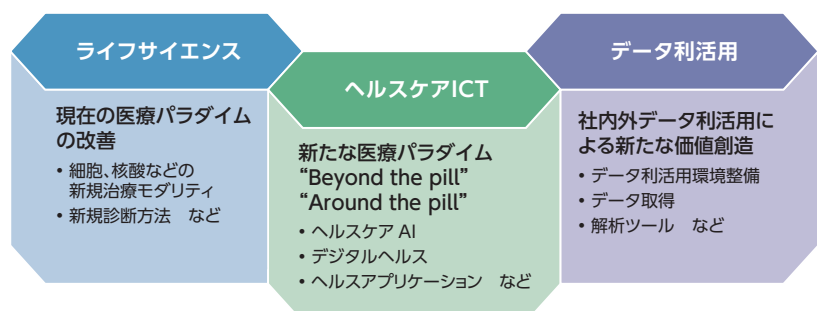 ライフサイエンス
現在の医療パラダイム
の改善
• 細胞、核酸などの
新規治療モダリティ
• 新規診断方法　など
ヘルスケアICT
新たな医療パラダイム
“Beyond the pill”
“Around the pill”
• ヘルスケア AI
• デジタルヘルス
• ヘルスアプリケーション　など
データ利活用
社内外データ利活用に
よる新たな価値創造
• データ利活用環境整備
• データ取得
• 解析ツール　など